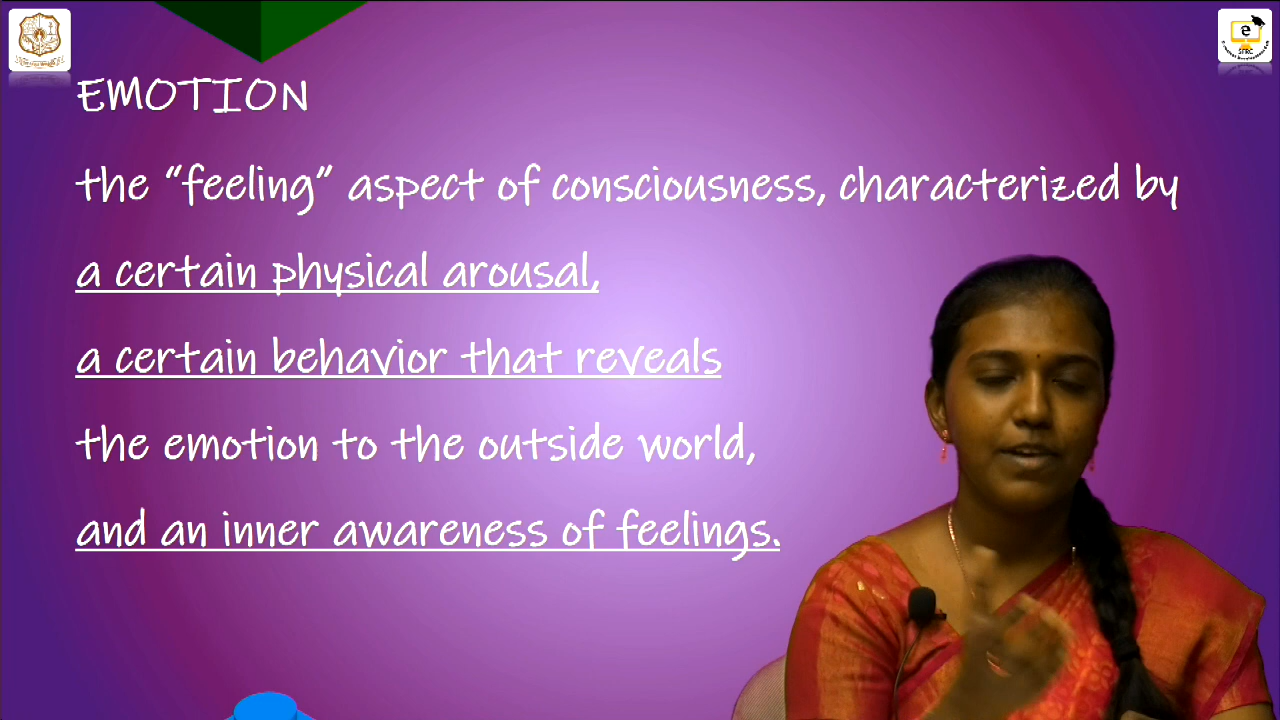 EMOTION
the “feeling” aspect of consciousness, characterized by
a certain physical arousal,
a certain behavior that reveals
the emotion to the outside world,
and an inner awareness of feelings.
e